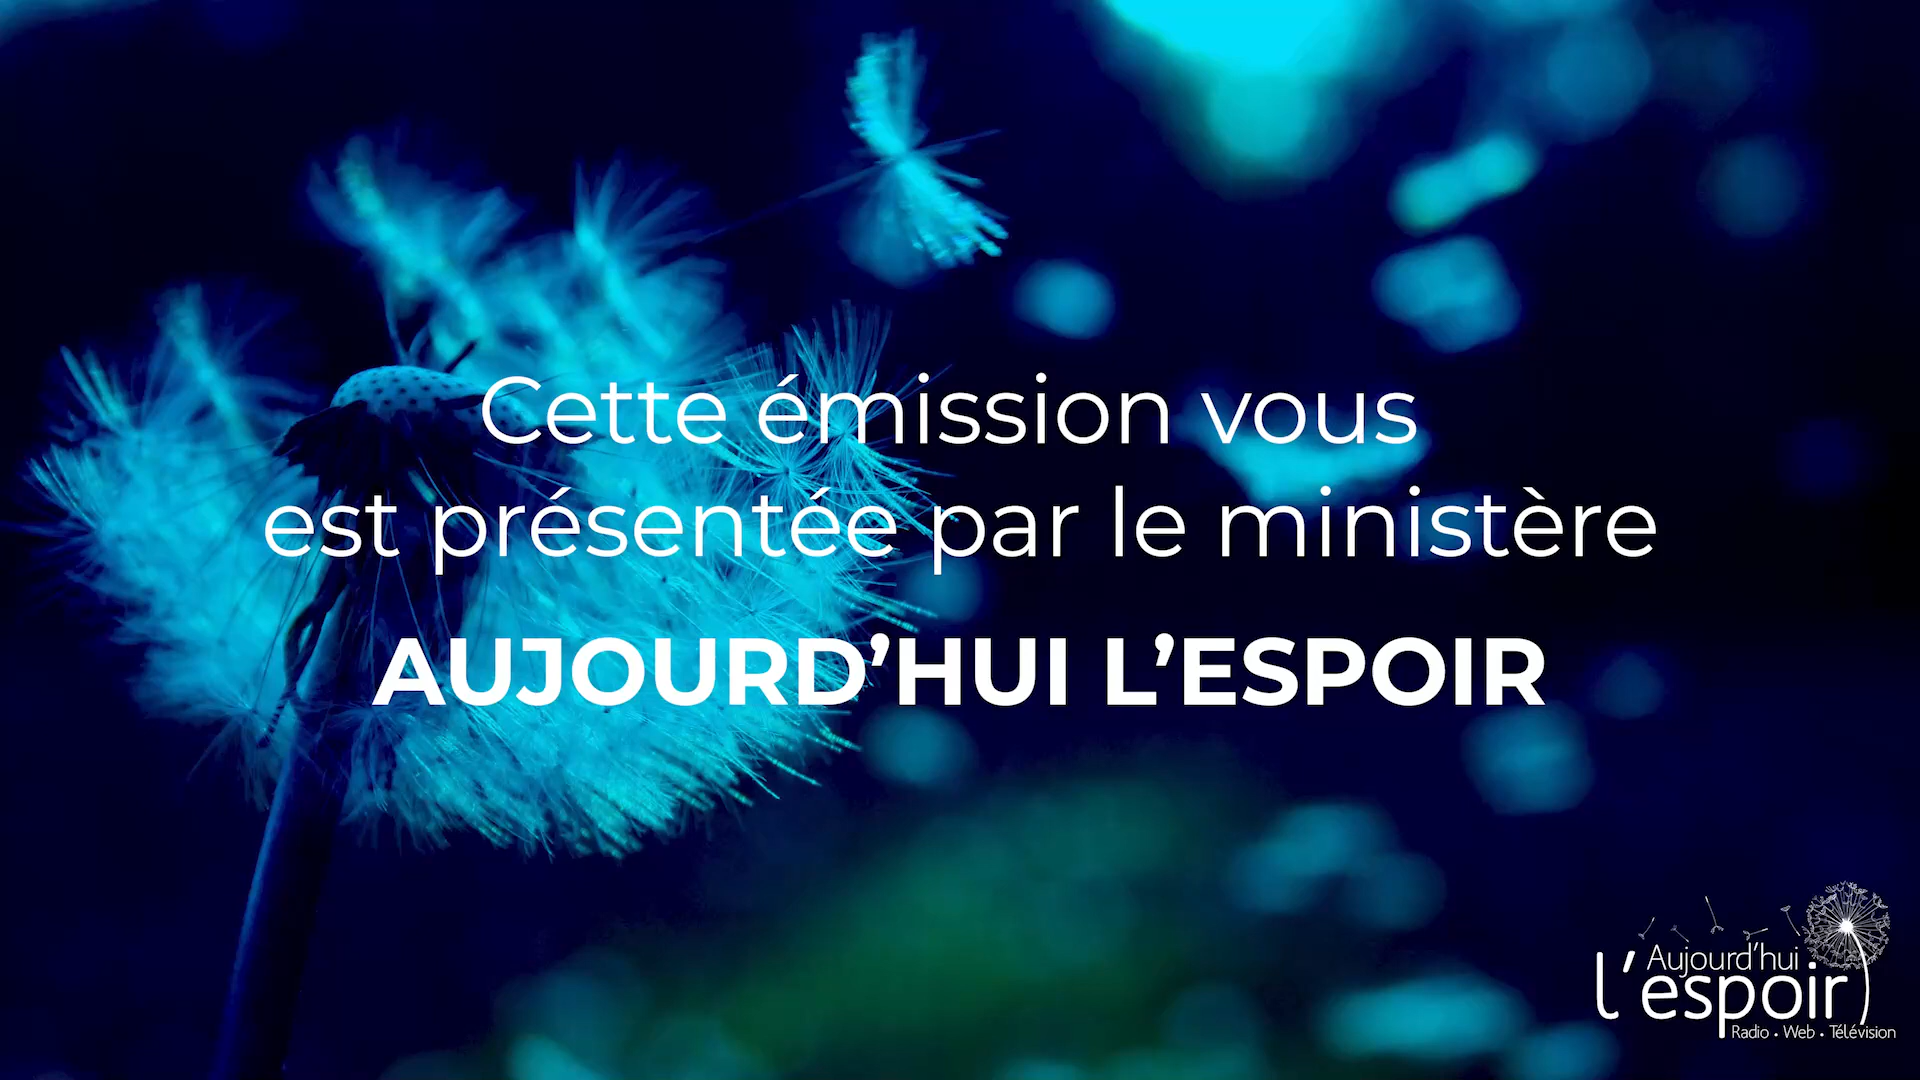 Cette émission vous
est présentée par le ministère
AUJOURD’HUI L’ESPOIR
Aujourd’hui
l’espoir
Radio • Web • Télévision